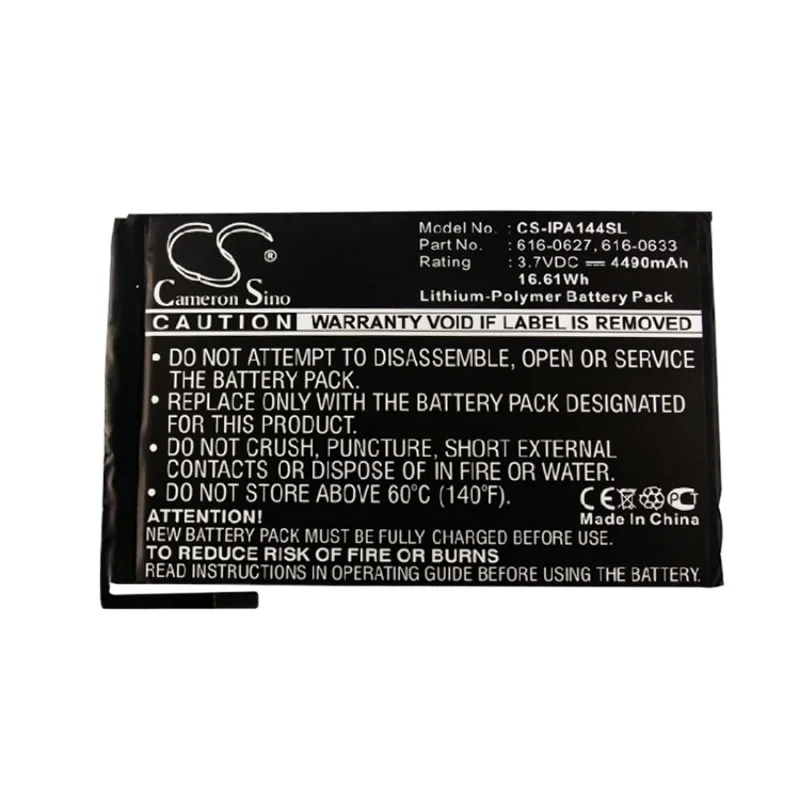 CS ®
Cameron Sino
Model No. : CS-IPA144SL
Part No. : 616-0627, 616-0633
Rating : 3.7VDC ⎓ 4490mAh
16.61Wh
Lithium-Polymer Battery Pack
CAUTION WARRANTY VOID IF LABEL IS REMOVED
• DO NOT ATTEMPT TO DISASSEMBLE, OPEN OR SERVICE
THE BATTERY PACK.
• REPLACE ONLY WITH THE BATTERY PACK DESIGNATED
FOR THIS PRODUCT.
• DO NOT CRUSH, PUNCTURE, SHORT EXTERNAL
CONTACTS OR DISPOSE OF IN FIRE OR WATER.
• DO NOT STORE ABOVE 60°C (140°F).
CE
Made In China
ATTENTION!
NEW BATTERY PACK MUST BE FULLY CHARGED BEFORE USE.
TO REDUCE RISK OF FIRE OR BURNS
READ INSTRUCTIONS CAREFULLY BEFORE USING THE BATTERY.